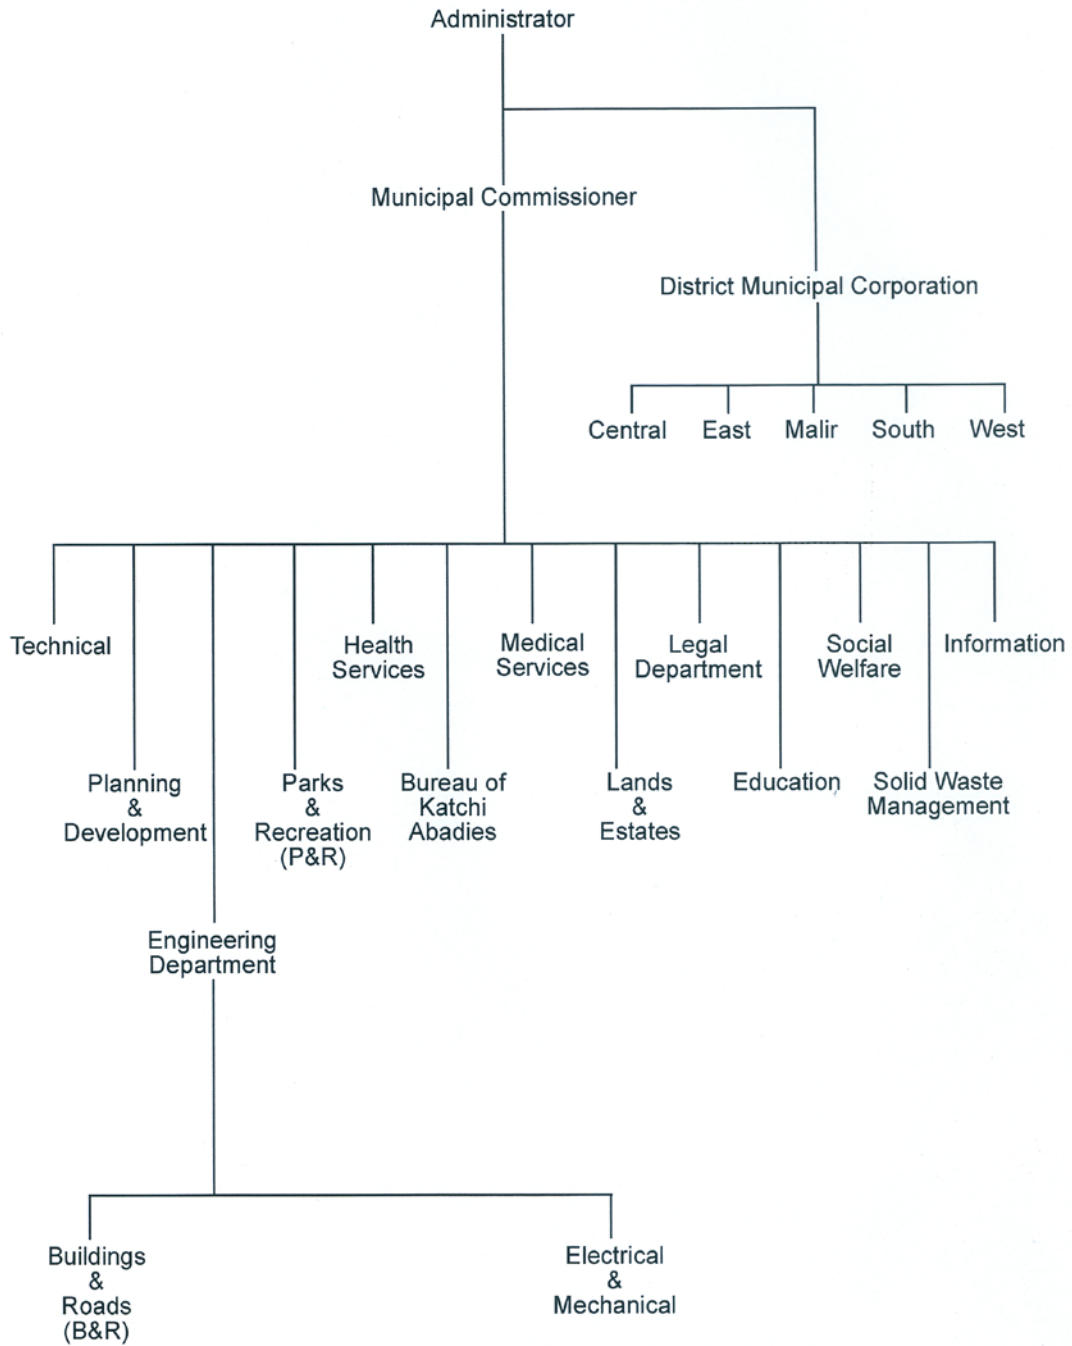 Administrator
Municipal Commissioner
District Municipal Corporation
Central East Malir South West
Technical
Health
Services
Medical
Services
Legal
Department
Social
Welfare
Information
Planning
&
Development
Parks
&
Recreation
(P&R)
Bureau of
Katchi
Abadies
Lands
&
Estates
Education
Solid Waste
Management
Engineering
Department
Buildings
&
Roads
(B&R)
Electrical
&
Mechanical